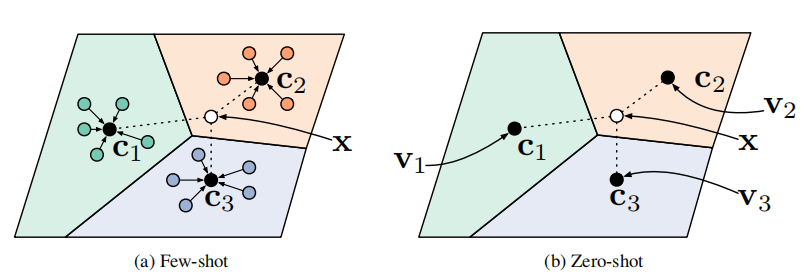 c₂
x
c₁
c₃
(a) Few-shot
c₂
v₂
x
v₁
c₁
c₃
v₃
(b) Zero-shot